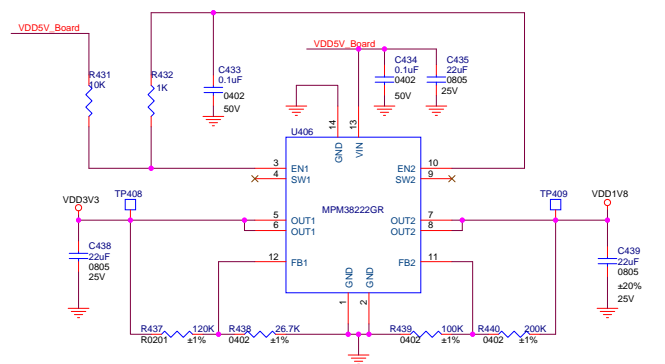 VDD5V_Board
VDD5V_Board
R431
10K
R432
1K
C433
0.1uF
0402
50V
C434
0.1uF
0402
50V
C435
22uF
0805
25V
U406
14
13
GND
VIN
3
EN1
4
SW1
10
EN2
9
SW2
MPM38222GR
VDD3V3
TP408
5
OUT1
6
OUT1
7
OUT2
8
OUT2
TP409
VDD1V8
C438
22uF
0805
25V
12
FB1
11
FB2
C439
22uF
0805
±20%
25V
GND
GND
1
2
R437
120K
R0201
±1%
R438
26.7K
0402
±1%
R439
100K
0402
±1%
R440
200K
0402
±1%